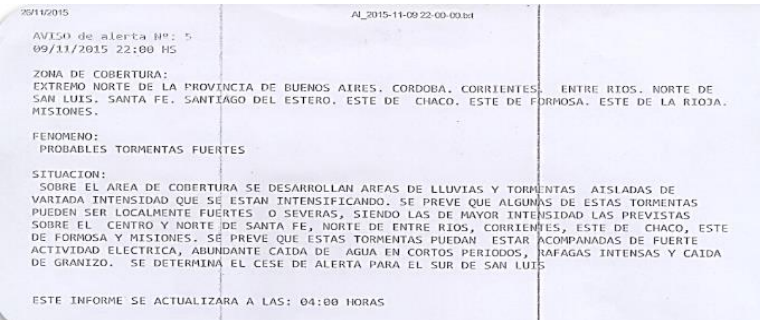 25/11/2015 AI_2015-11-09 22-00-00.txt
AVISO de alerta Nº: 5
09/11/2015 22:00 HS
ZONA DE COBERTURA:
EXTREMO NORTE DE LA PROVINCIA DE BUENOS AIRES. CORDOBA. CORRIENTES. ENTRE RIOS. NORTE DE
SAN LUIS. SANTA FE. SANTIAGO DEL ESTERO. ESTE DE CHACO. ESTE DE FORMOSA. ESTE DE LA RIOJA.
MISIONES.
FENOMENO:
PROBABLES TORMENTAS FUERTES
SITUACION:
SOBRE EL AREA DE COBERTURA SE DESARROLLAN AREAS DE LLUVIAS Y TORMENTAS AISLADAS DE
VARIADA INTENSIDAD QUE SE ESTAN INTENSIFICANDO. SE PREVE QUE ALGUNAS DE ESTAS TORMENTAS
PUEDEN SER LOCALMENTE FUERTES O SEVERAS, SIENDO LAS DE MAYOR INTENSIDAD LAS PREVISTAS
SOBRE EL CENTRO Y NORTE DE SANTA FE, NORTE DE ENTRE RIOS, CORRIENTES, ESTE DE CHACO, ESTE
DE FORMOSA Y MISIONES. SE PREVE QUE ESTAS TORMENTAS PUEDAN ESTAR ACOMPANADAS DE FUERTE
ACTIVIDAD ELECTRICA, ABUNDANTE CAIDA DE AGUA EN CORTOS PERIODOS, RAFAGAS INTENSAS Y CAIDA
DE GRANIZO. SE DETERMINA EL CESE DE ALERTA PARA EL SUR DE SAN LUIS
ESTE INFORME SE ACTUALIZARA A LAS: 04:00 HORAS